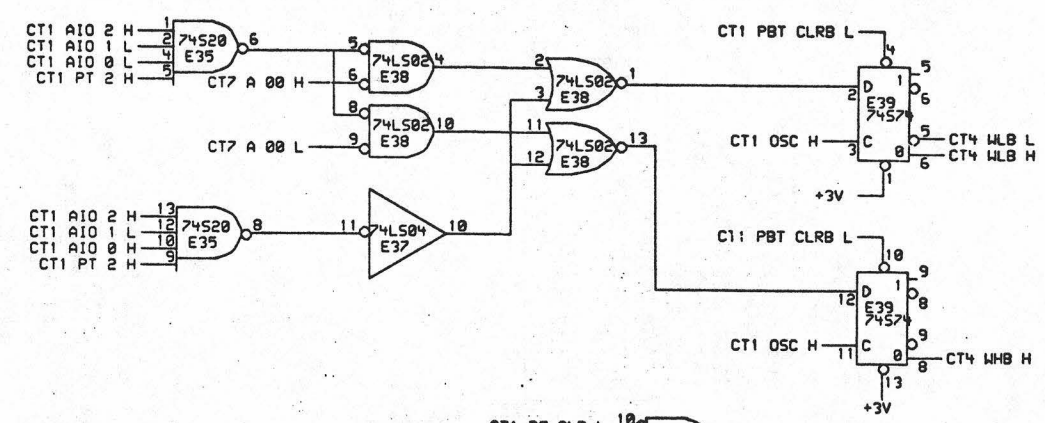 CT1 AIO 2 H 1
CT1 AIO 1 L 2
CT1 AIO 0 L 4
CT1 PT 2 H 5
74S20
E35
6
5
CT7 A 00 H 6
74LS02
E38
4
8
CT7 A 00 L 9
74LS02
E38
10
2
3
74LS02
E38
1
11
12
74LS02
E38
13
CT1 AIO 2 H 13
CT1 AIO 1 L 12
CT1 AIO 0 H 10
CT1 PT 2 H 9
74S20
E35
8
11
74LS04
E37
10
CT1 PBT CLRB L
4
2 D
1
5
6
E39
74S74
CT1 OSC H
3
C
0
5 CT4 WLB L
6 CT4 WLB H
1
+3V
PBT CLRB L
10
12 D
1
9
8
E39
74S74
CT1 OSC H
11
C
0
9
8
CT4 WHB H
13
+3V
10